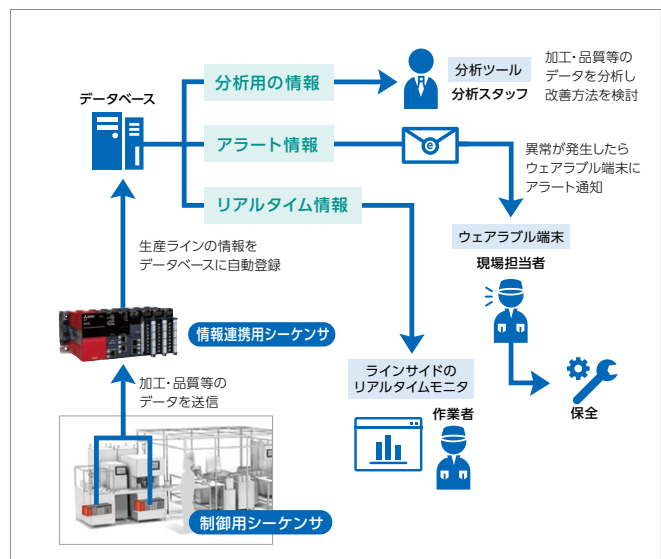 データベース
分析用の情報
分析ツール
分析スタッフ
加工・品質等の
データを分析し
改善方法を検討
アラート情報
e
異常が発生したら
ウェアラブル端末に
アラート通知
リアルタイム情報
ウェアラブル端末
現場担当者
生産ラインの情報を
データベースに自動登録
情報連携用シーケンサ
加工・品質等の
データを送信
ラインサイドの
リアルタイムモニタ
作業者
保全
制御用シーケンサ